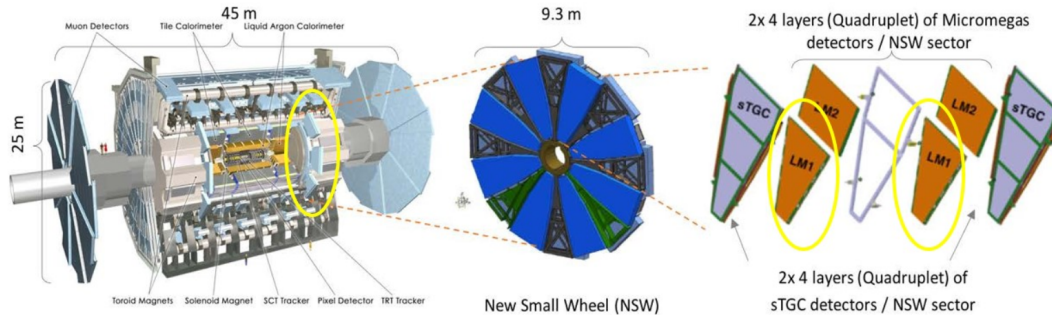 45 m
Muon Detectors
Tile Calorimeter
Liquid Argon Calorimeter
25 m
Toroid Magnets
Solenoid Magnet
SCT Tracker
Pixel Detector
TRT Tracker
9.3 m
New Small Wheel (NSW)
2x 4 layers (Quadruplet) of Micromegas
detectors / NSW sector
sTGC
LM2
LM1
LM2
LM1
sTGC
2x 4 layers (Quadruplet) of
sTGC detectors / NSW sector